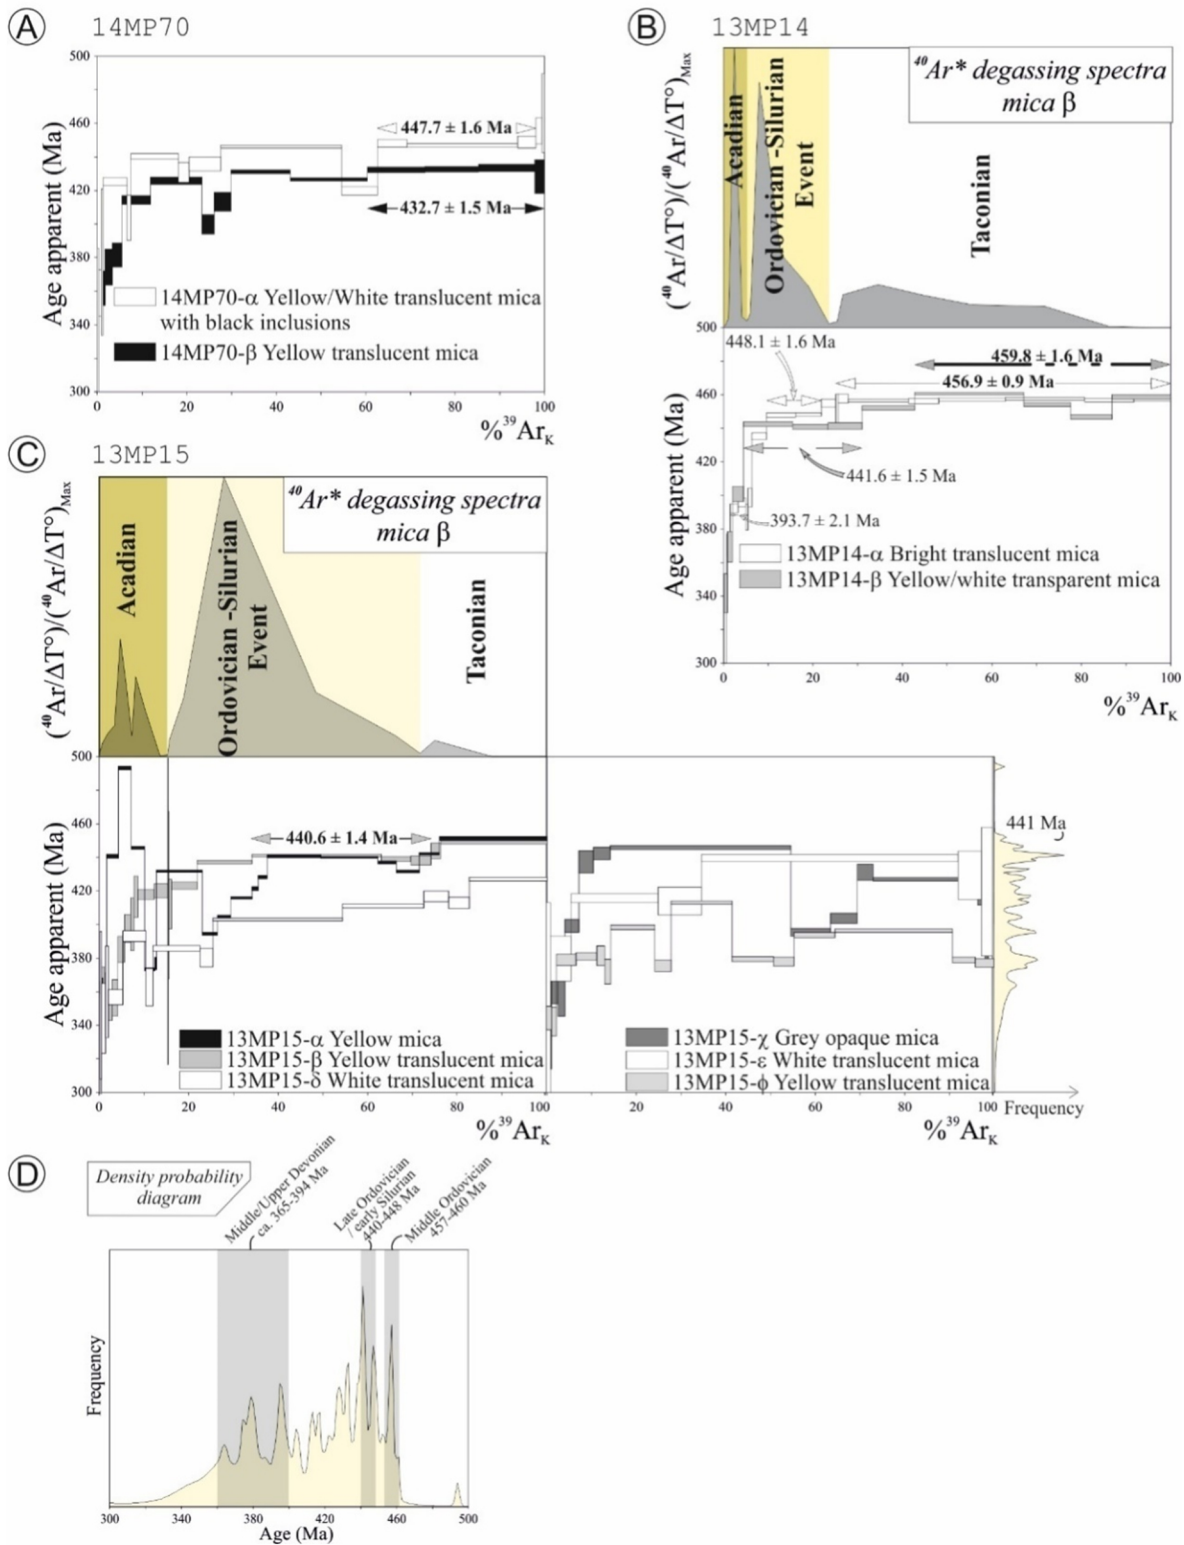 A 14MP70
500
460
420
380
340
300
Age apparent (Ma)
447.7 ± 1.6 Ma
432.7 ± 1.5 Ma
14MP70-α Yellow/White translucent mica
with black inclusions
14MP70-β Yellow translucent mica
0 20 40 60 80 100
%³⁹Ar_K
B 13MP14
(⁴⁰Ar/ΔT°)/(⁴⁰Ar/ΔT°)_Max
Acadian
Ordovician -Silurian
Event
Taconian
⁴⁰Ar* degassing spectra
mica β
500
460
420
380
340
300
Age apparent (Ma)
448.1 ± 1.6 Ma
459.8 ± 1.6 Ma
456.9 ± 0.9 Ma
441.6 ± 1.5 Ma
393.7 ± 2.1 Ma
13MP14-α Bright translucent mica
13MP14-β Yellow/white transparent mica
0 20 40 60 80 100
%³⁹Ar_K
C 13MP15
(⁴⁰Ar/ΔT°)/(⁴⁰Ar/ΔT°)_Max
Acadian
Ordovician -Silurian
Event
Taconian
⁴⁰Ar* degassing spectra
mica β
500
460
420
380
340
300
Age apparent (Ma)
440.6 ± 1.4 Ma
13MP15-α Yellow mica
13MP15-β Yellow translucent mica
13MP15-δ White translucent mica
0 20 40 60 80 100
%³⁹Ar_K
441 Ma
13MP15-χ Grey opaque mica
13MP15-ε White translucent mica
13MP15-ϕ Yellow translucent mica
20 40 60 80 100
Frequency
%³⁹Ar_K
D
Density probability
diagram
Middle/Upper Devonian
ca. 365-394 Ma
Late Ordovician
/ early Silurian
440-448 Ma
Middle Ordovician
457-460 Ma
Frequency
300 340 380 420 460 500
Age (Ma)